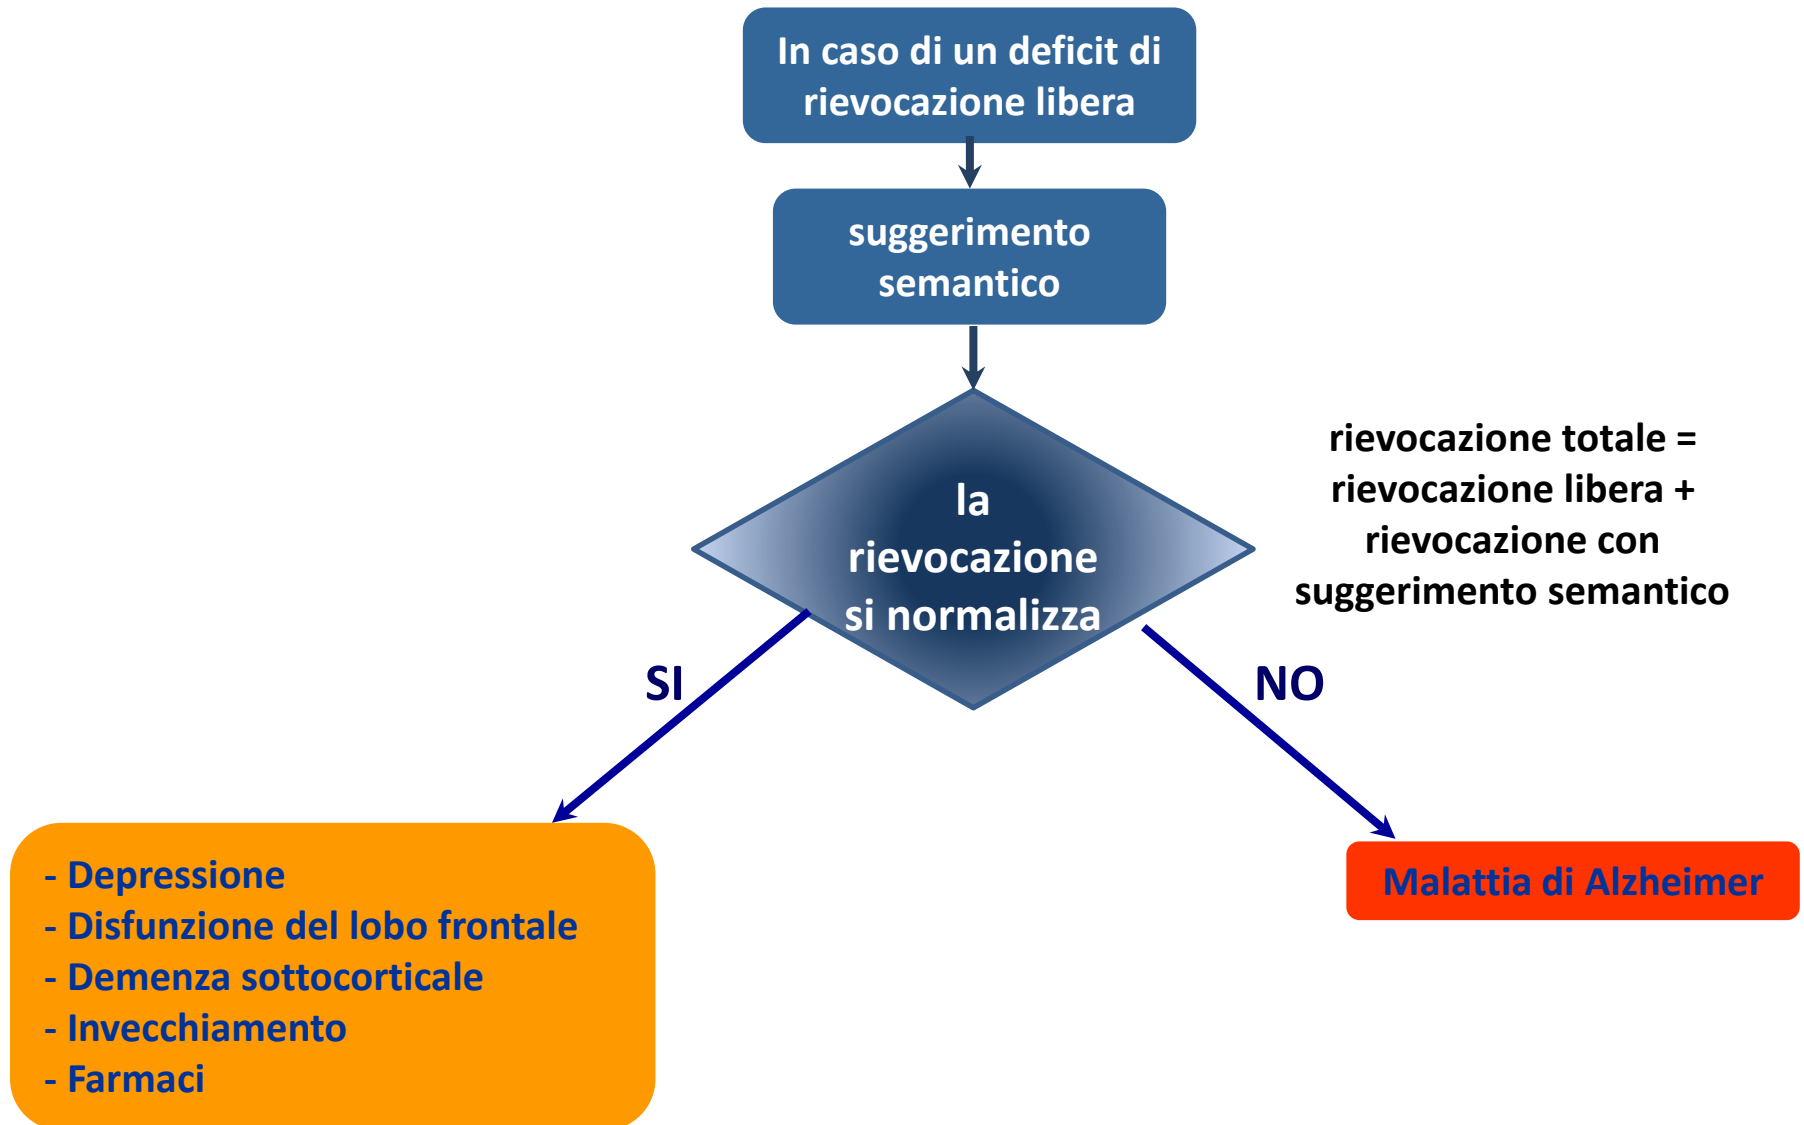 In caso di un deficit di
rievocazione libera
suggerimento
semantico
la
rievocazione
si normalizza
rievocazione totale =
rievocazione libera +
rievocazione con
suggerimento semantico
SI
NO
- Depressione
- Disfunzione del lobo frontale
- Demenza sottocorticale
- Invecchiamento
- Farmaci
Malattia di Alzheimer